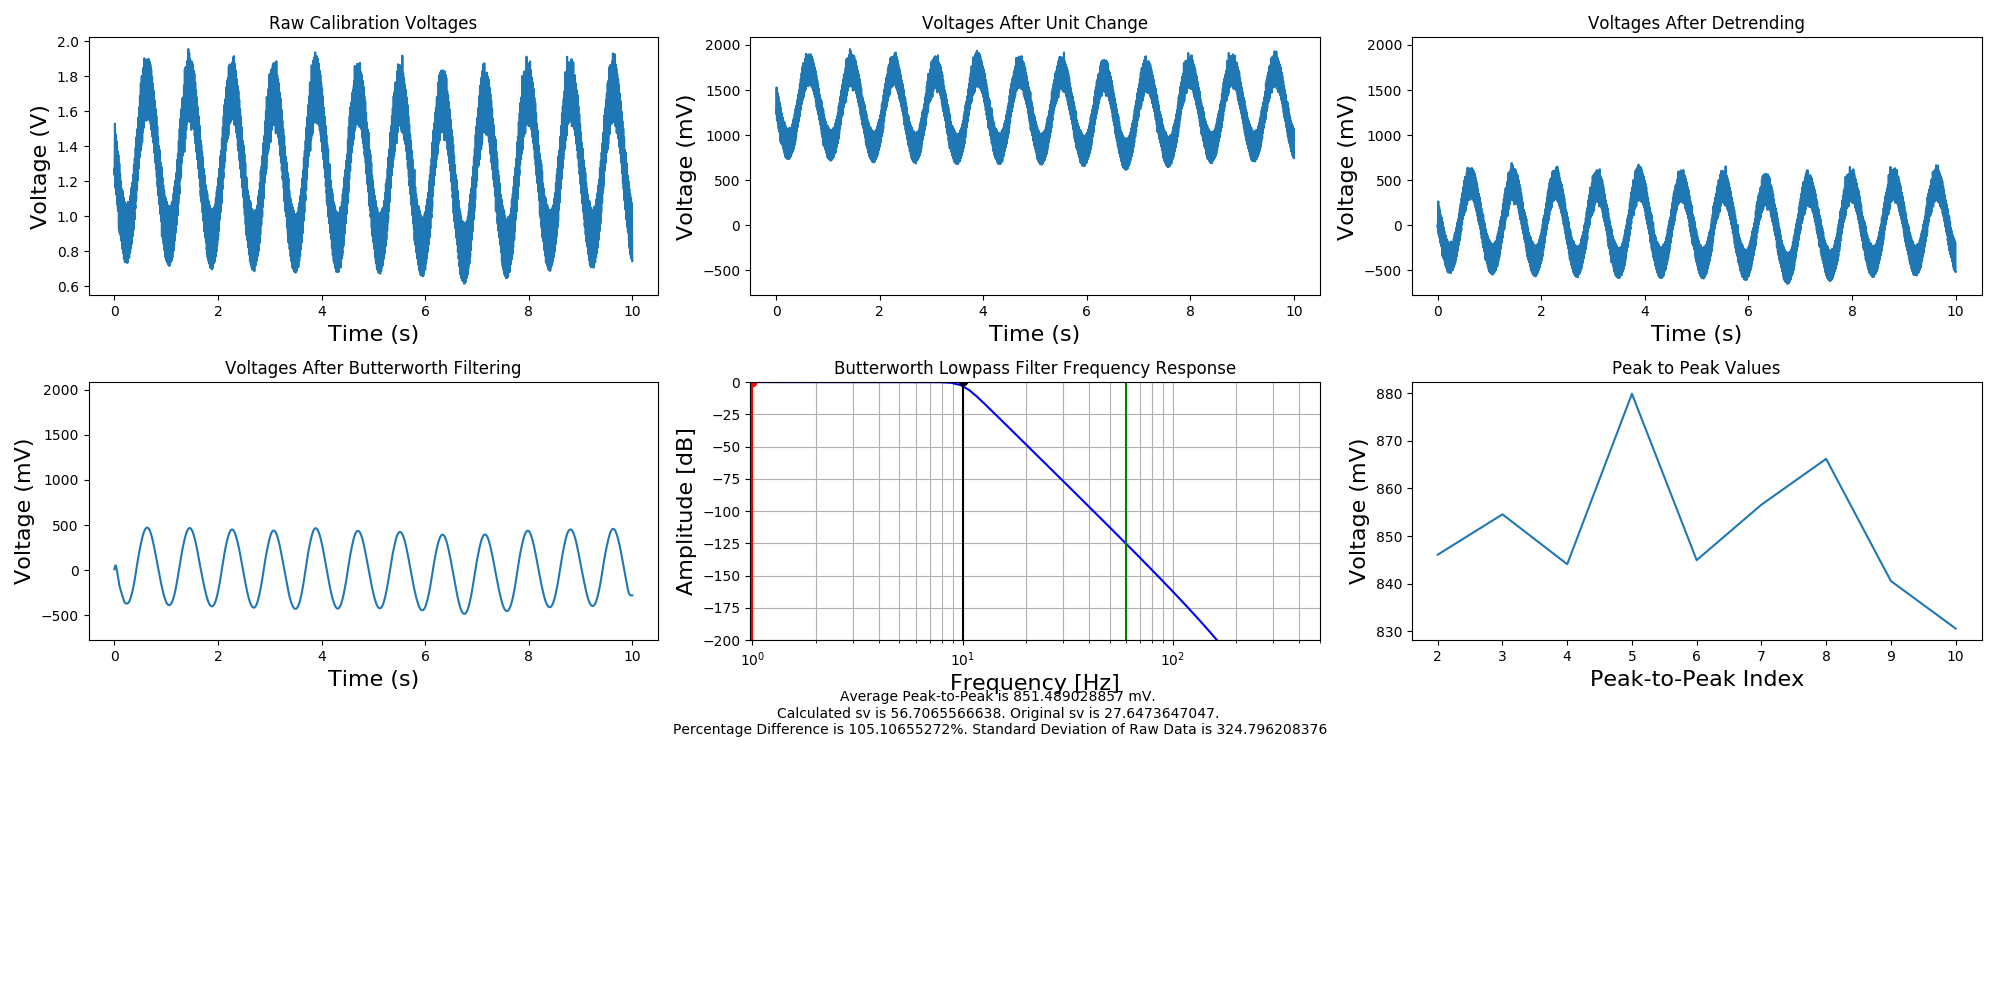 Raw Calibration Voltages
Voltage (V)
2.0
1.8
1.6
1.4
1.2
1.0
0.8
0.6
0 2 4 6 8 10
Time (s)
Voltages After Unit Change
Voltage (mV)
2000
1500
1000
500
0
−500
0 2 4 6 8 10
Time (s)
Voltages After Detrending
Voltage (mV)
2000
1500
1000
500
0
−500
0 2 4 6 8 10
Time (s)
Voltages After Butterworth Filtering
Voltage (mV)
2000
1500
1000
500
0
−500
0 2 4 6 8 10
Time (s)
Butterworth Lowpass Filter Frequency Response
Amplitude [dB]
0
−25
−50
−75
−100
−125
−150
−175
−200
10⁰ 10¹ 10²
Frequency [Hz]
Peak to Peak Values
Voltage (mV)
880
870
860
850
840
830
2 3 4 5 6 7 8 9 10
Peak-to-Peak Index
Average Peak-to-Peak is 851.489028857 mV.
Calculated sv is 56.7065566638. Original sv is 27.6473647047.
Percentage Difference is 105.10655272%. Standard Deviation of Raw Data is 324.796208376